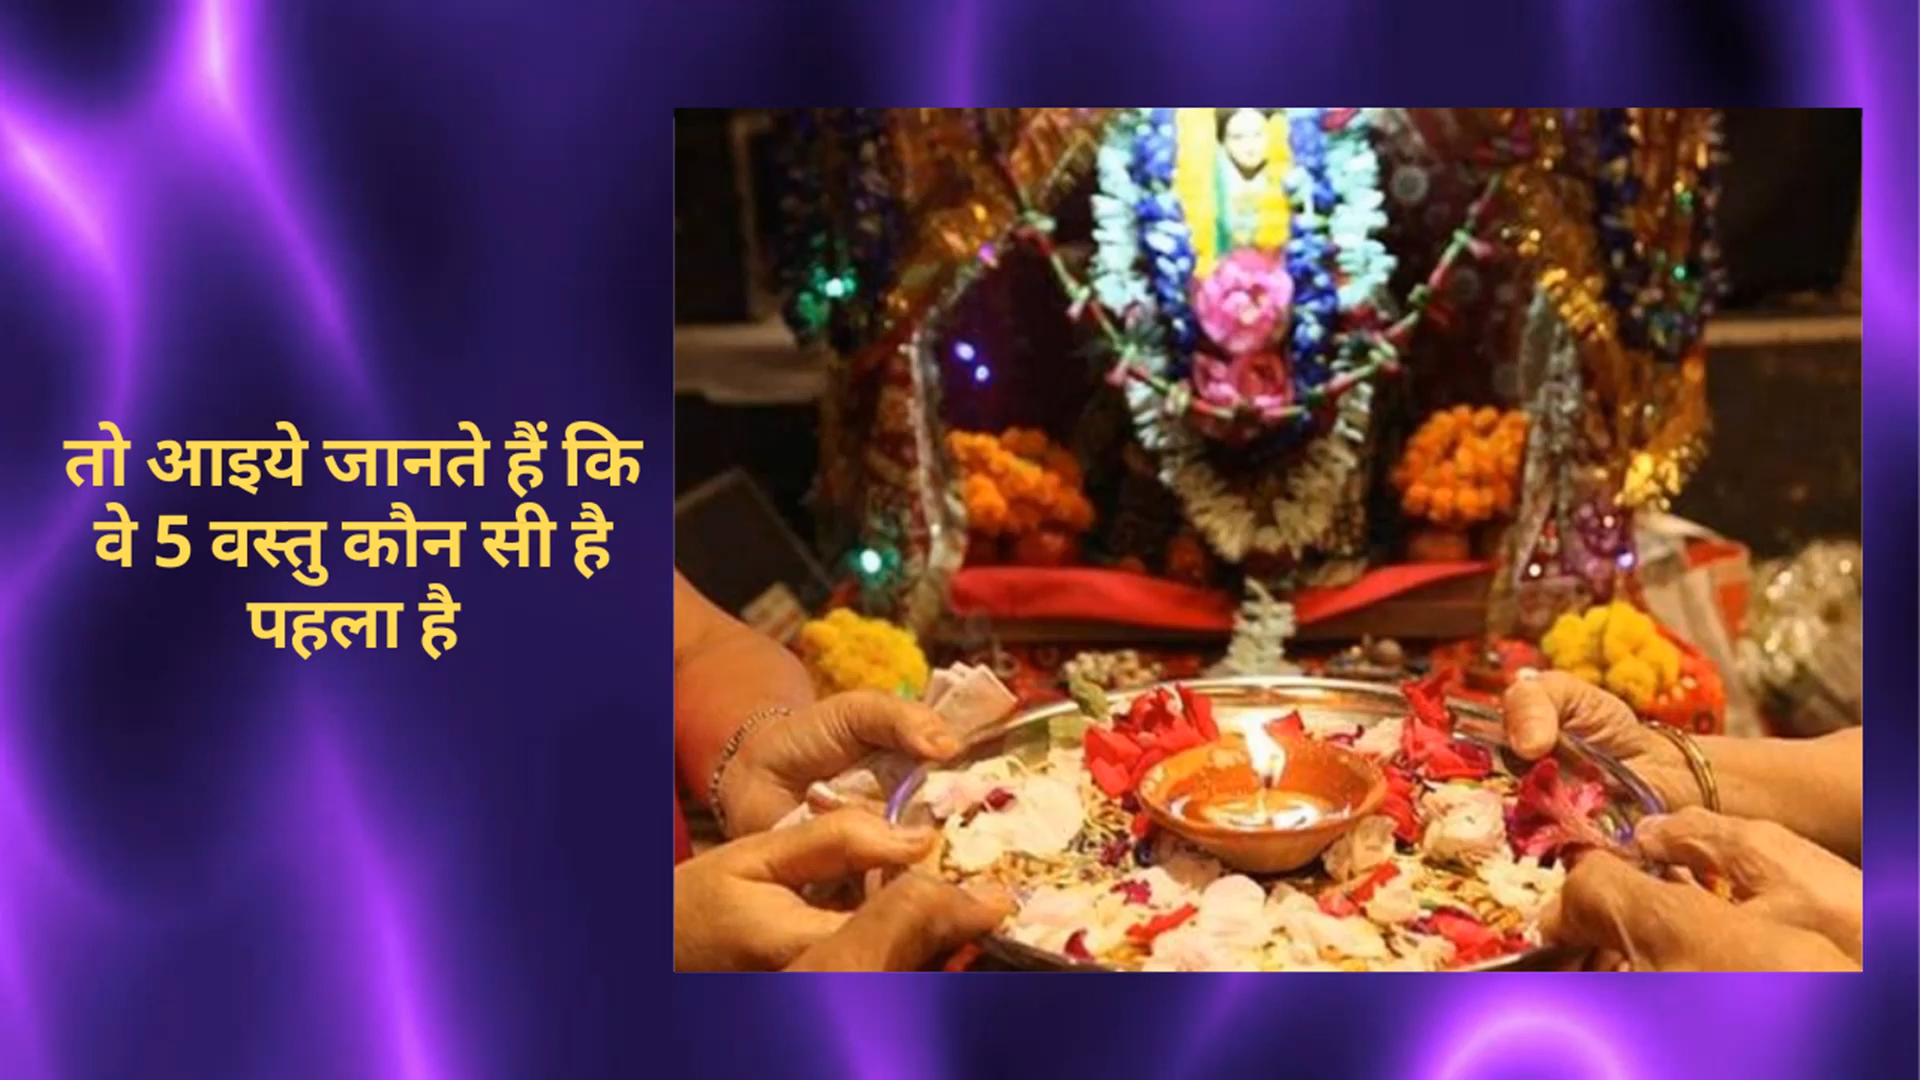 तो आइये जानते हैं कि
वे 5 वस्तु कौन सी है
पहला है